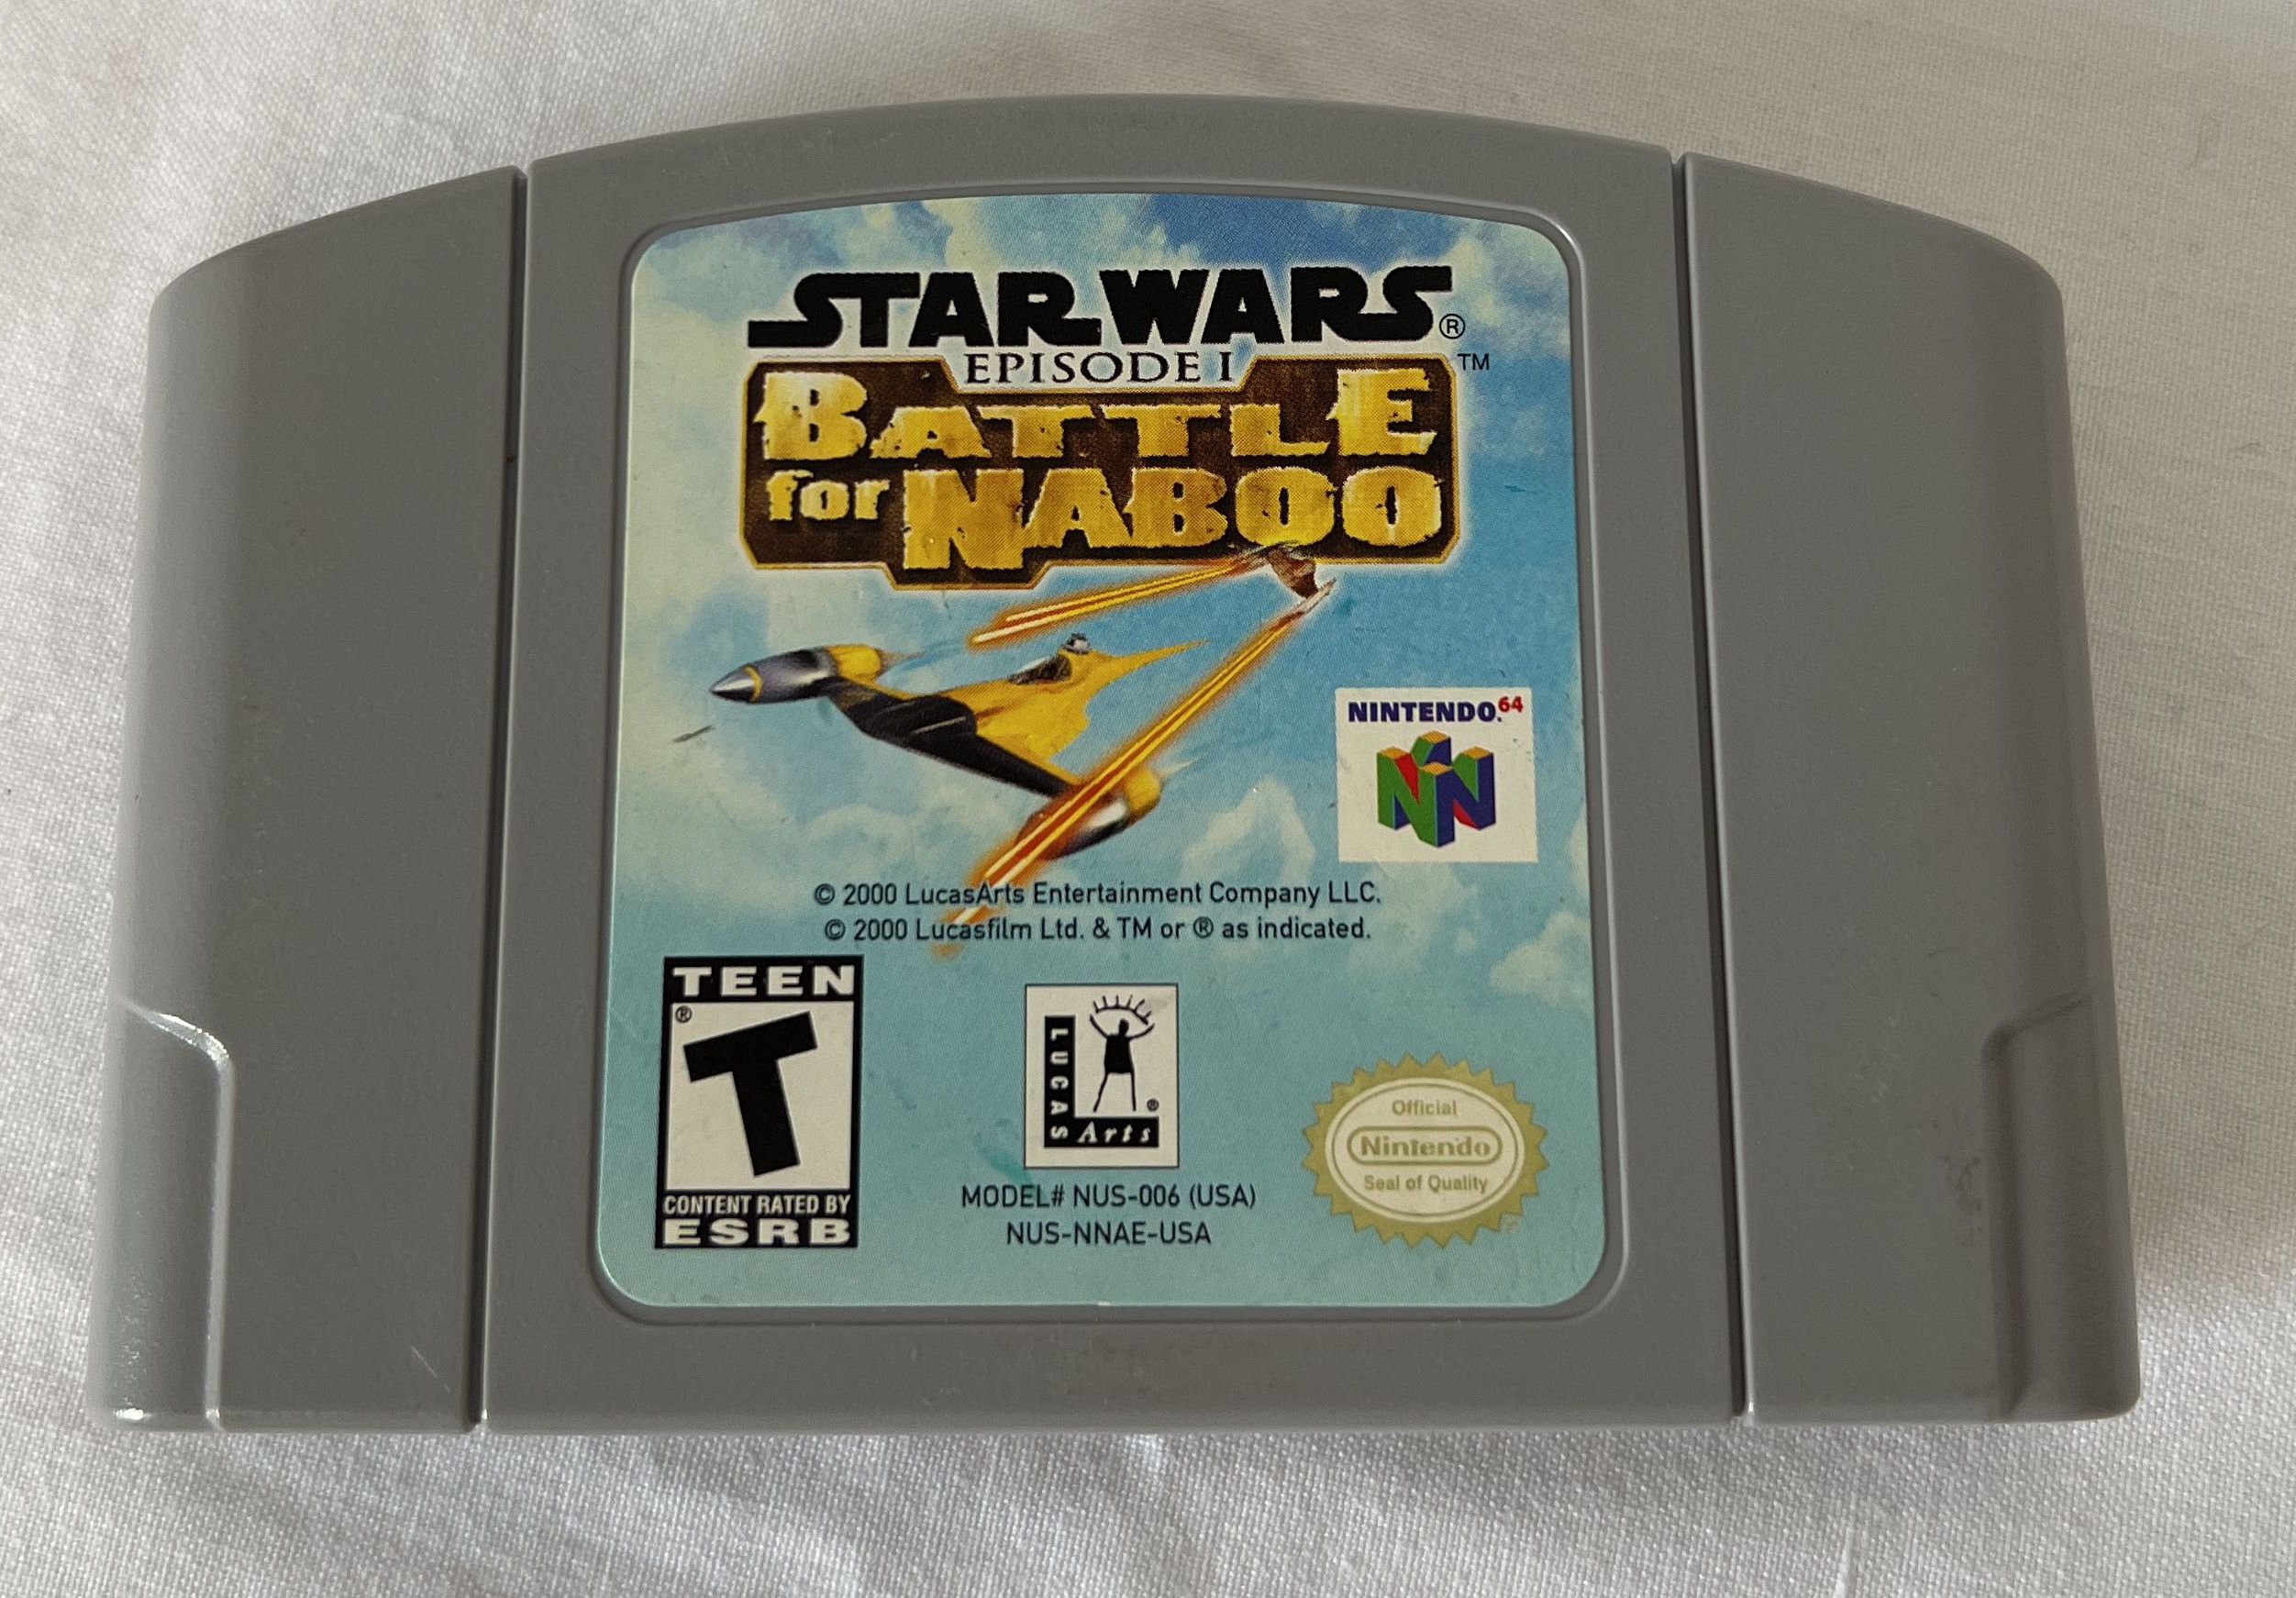 STAR WARS®
EPISODE I
BATTLE ™
for NABOO
NINTENDO.64
© 2000 LucasArts Entertainment Company LLC.
© 2000 Lucasfilm Ltd. & TM or ® as indicated.
TEEN
®
T
CONTENT RATED BY
ESRB
LUCAS
Arts
®
MODEL# NUS-006 (USA)
NUS-NNAE-USA
Official
Nintendo
Seal of Quality